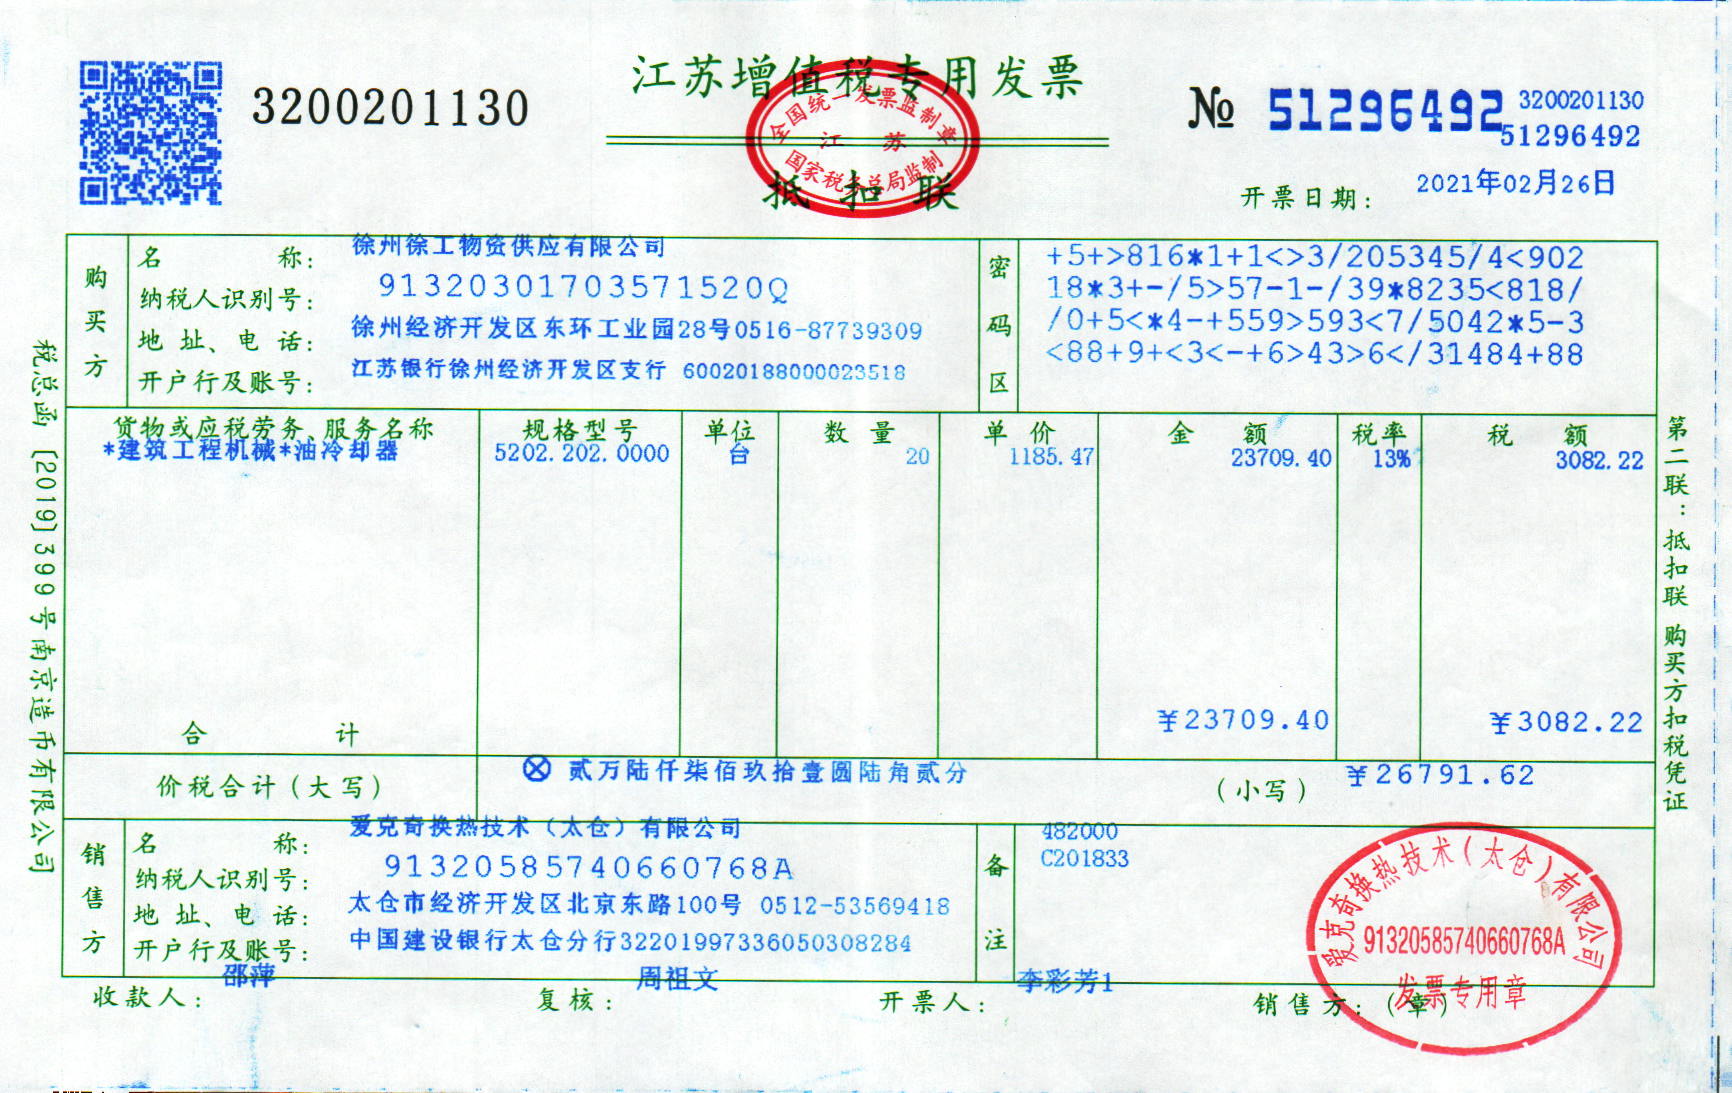 3200201130
江苏增值税专用发票
全国统一发票监制章
江 苏
国家税务总局监制
抵扣联
№ 51296492
3200201130
51296492
开票日期: 2021年02月26日
购买方
名 称: 徐州徐工物资供应有限公司
纳税人识别号: 91320301703571520Q
地 址、电 话: 徐州经济开发区东环工业园28号0516-87739309
开户行及账号: 江苏银行徐州经济开发区支行 60020188000023518
密码区
+5+>816*1+1<>3/205345/4<902
18*3+-/5>57-1-/39*8235<818/
/0+5<*4-+559>593<7/5042*5-3
<88+9+<3<-+6>43>6</31484+88
货物或应税劳务、服务名称 规格型号 单位 数 量 单 价 金 额 税率 税 额
*建筑工程机械*油冷却器 5202.202.0000 台 20 1185.47 23709.40 13% 3082.22
合 计 ¥23709.40 ¥3082.22
价税合计(大写) ⊗ 贰万陆仟柒佰玖拾壹圆陆角贰分 (小写) ¥26791.62
销售方
名 称: 爱克奇换热技术(太仓)有限公司
纳税人识别号: 91320585740660768A
地 址、电 话: 太仓市经济开发区北京东路100号 0512-53569418
开户行及账号: 中国建设银行太仓分行32201997336050308284
备注
482000
C201833
爱克奇换热技术(太仓)有限公司
91320585740660768A
发票专用章
收款人: 邵萍 复核: 周祖文 开票人: 李彩芳1 销售方:(章)
税总函〔2019〕399号南京造币有限公司
第二联:抵扣联 购买方扣税凭证